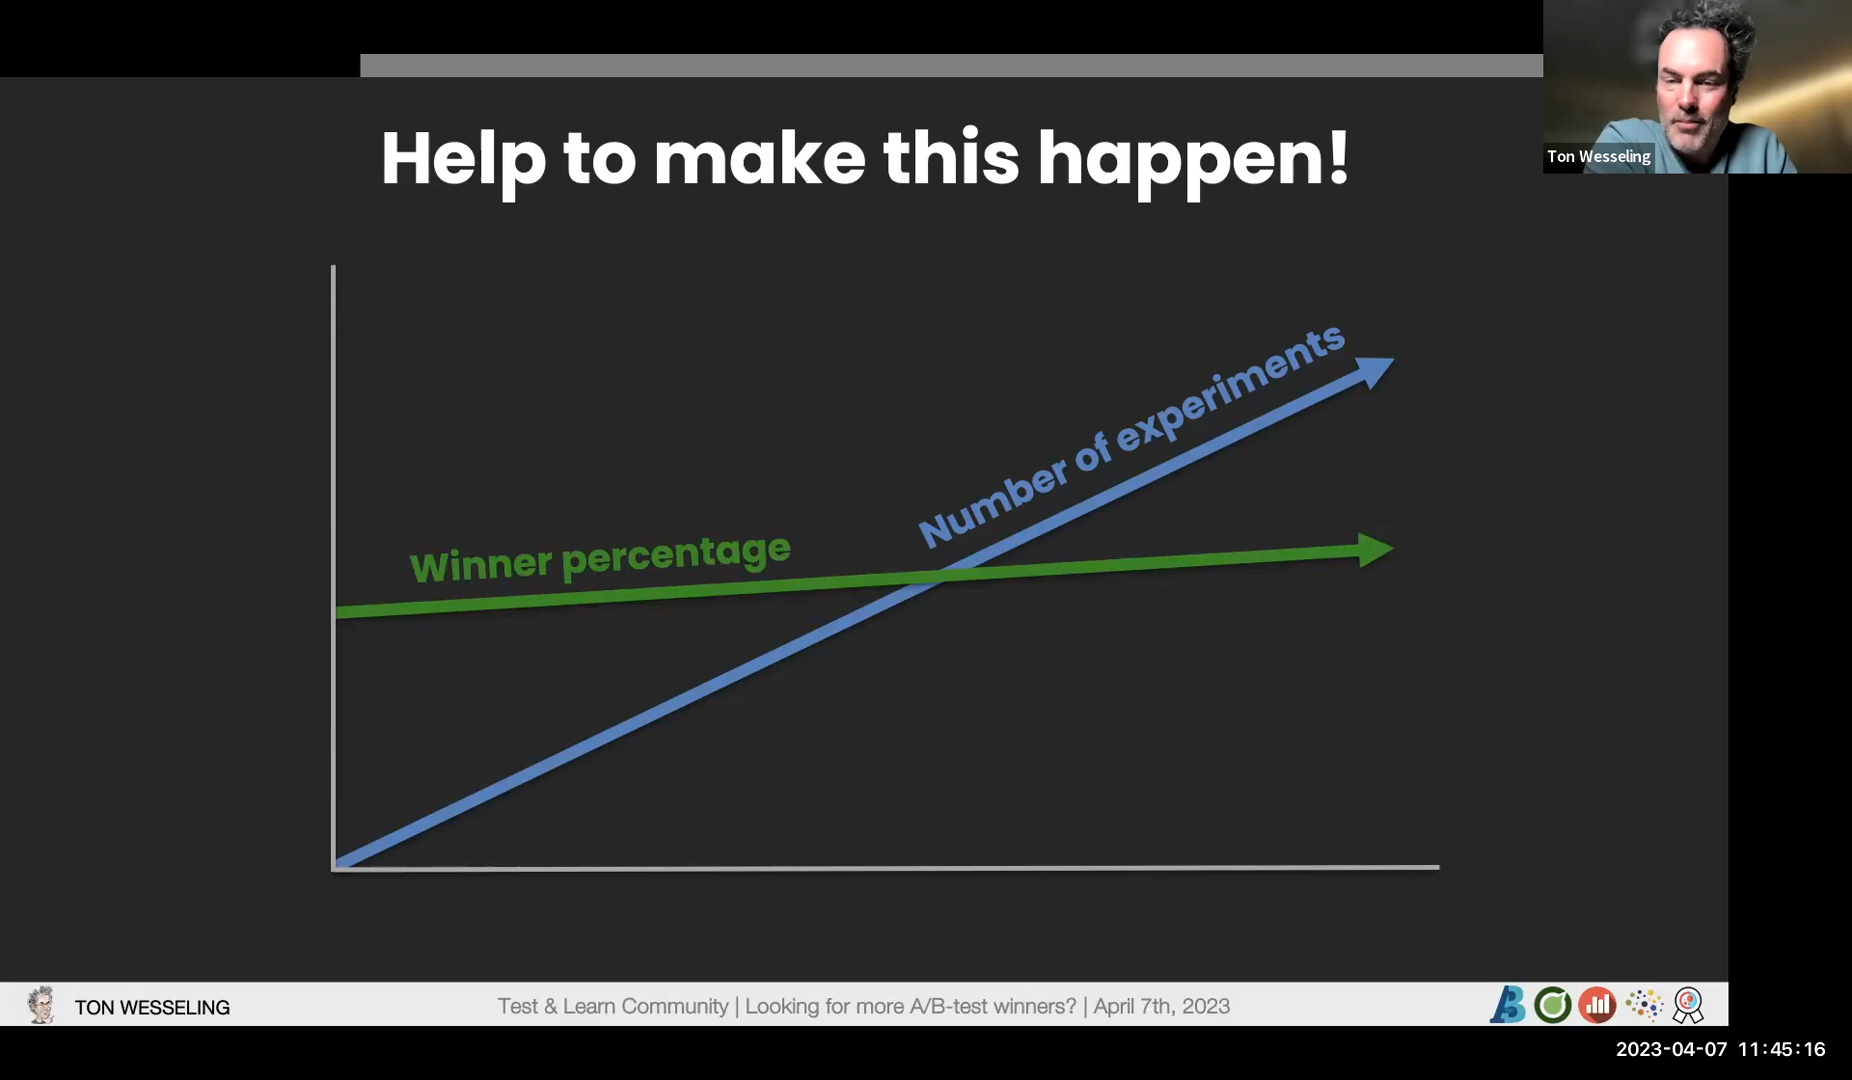 Help to make this happen!
Ton Wesseling
Number of experiments
Winner percentage
TON WESSELING
Test & Learn Community | Looking for more A/B-test winners? | April 7th, 2023
2023-04-07 11:45:16